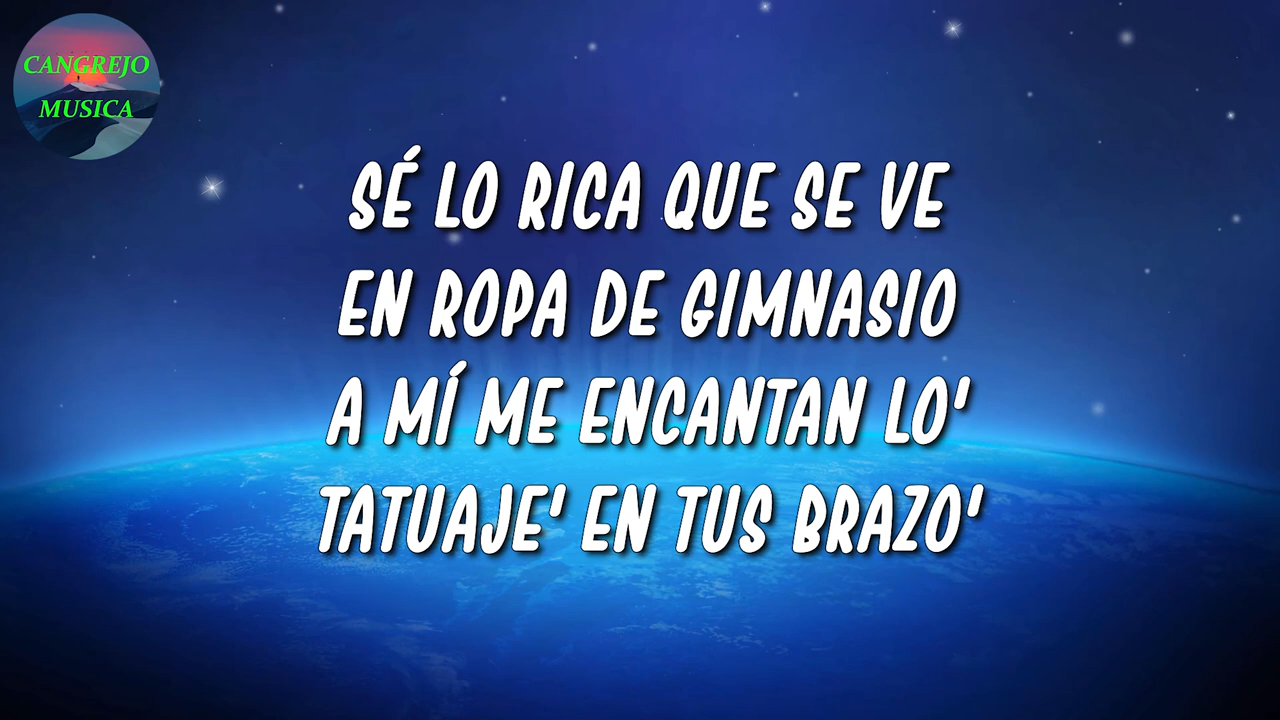 CANGREJO
MUSICA
SÉ LO RICA QUE SE VE
EN ROPA DE GIMNASIO
A MÍ ME ENCANTAN LO'
TATUAJE' EN TUS BRAZO'